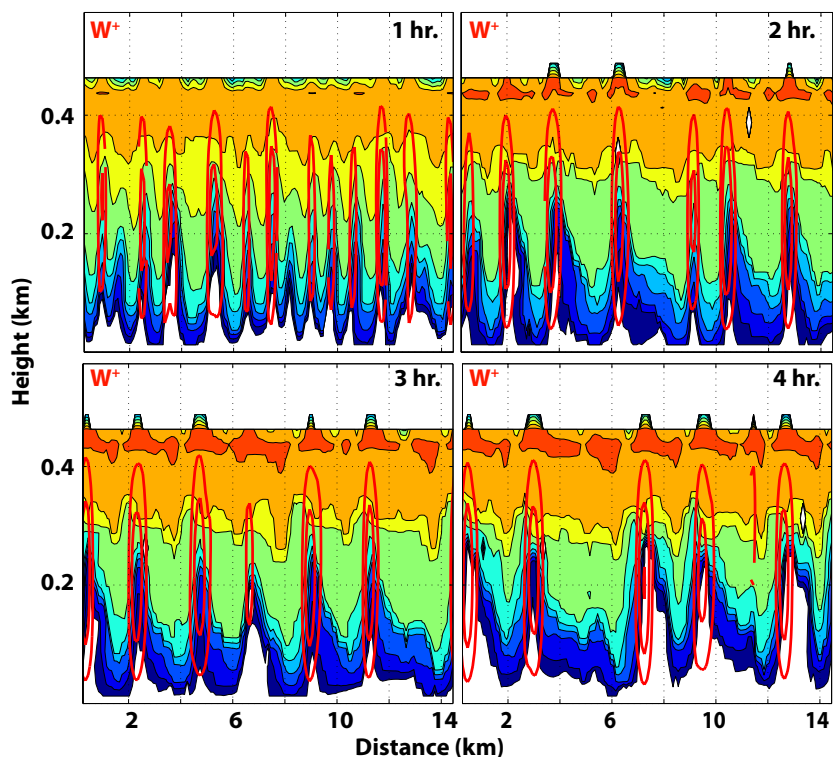 W⁺ 1 hr.
W⁺ 2 hr.
0.4
0.2
Height (km)
W⁺ 3 hr.
W⁺ 4 hr.
0.4
0.2
2 6 10 14 2 6 10 14
Distance (km)